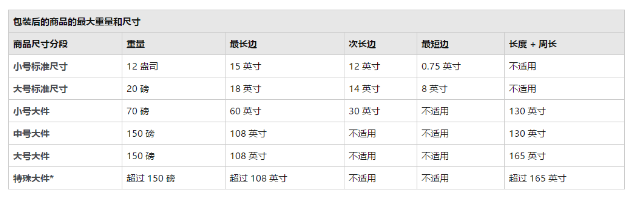 包装后的商品的最大重量和尺寸
商品尺寸分段 重量 最长边 次长边 最短边 长度 + 周长
小号标准尺寸 12 盎司 15 英寸 12 英寸 0.75 英寸 不适用
大号标准尺寸 20 磅 18 英寸 14 英寸 8 英寸 不适用
小号大件 70 磅 60 英寸 30 英寸 不适用 130 英寸
中号大件 150 磅 108 英寸 不适用 不适用 130 英寸
大号大件 150 磅 108 英寸 不适用 不适用 165 英寸
特殊大件* 超过 150 磅 超过 108 英寸 不适用 不适用 超过 165 英寸